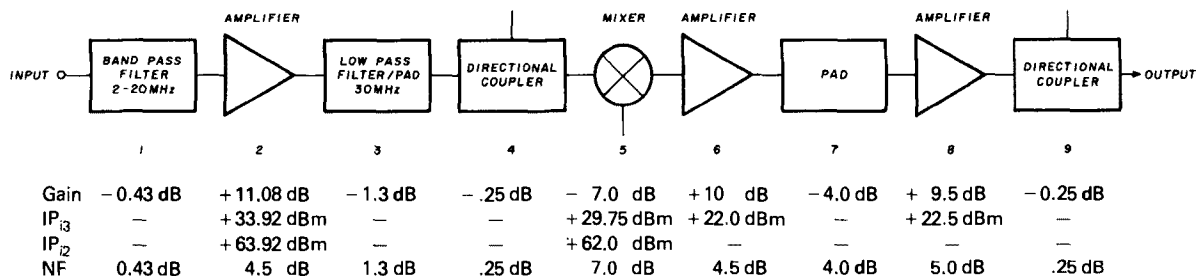 AMPLIFIER MIXER AMPLIFIER AMPLIFIER
INPUT BAND PASS FILTER 2-20MHz LOW PASS FILTER/PAD 30MHz DIRECTIONAL COUPLER PAD DIRECTIONAL COUPLER OUTPUT
1 2 3 4 5 6 7 8 9
Gain −0.43 dB +11.08 dB −1.3 dB −.25 dB − 7.0 dB +10 dB −4.0 dB + 9.5 dB −0.25 dB
IPi3 — +33.92 dBm — — +29.75 dBm +22.0 dBm — +22.5 dBm —
IPi2 — +63.92 dBm — — +62.0 dBm — — — —
NF 0.43 dB 4.5 dB 1.3 dB .25 dB 7.0 dB 4.5 dB 4.0 dB 5.0 dB .25 dB